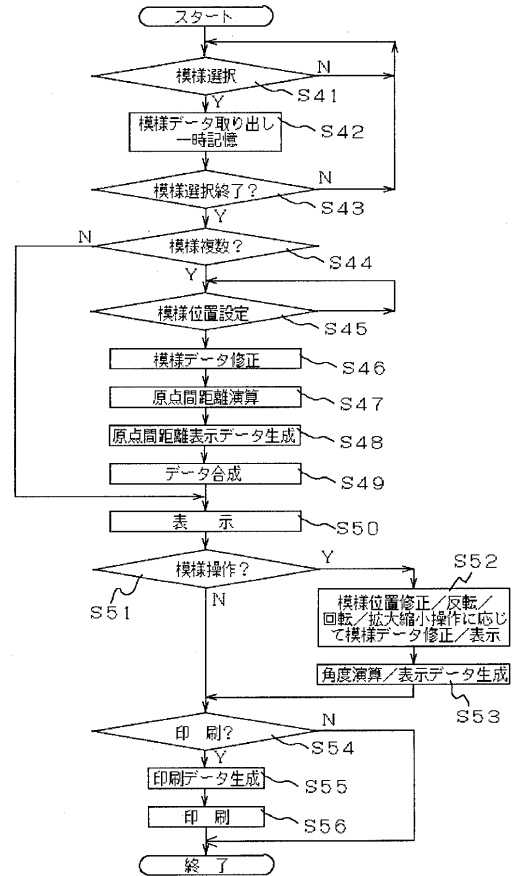 スタート
模様選択
N
S41
Y
模様データ取り出し
一時記憶
S42
模様選択終了？
N
S43
Y
N
模様複数？
S44
Y
模様位置設定
S45
模様データ修正
S46
原点間距離演算
S47
原点間距離表示データ生成
S48
データ合成
S49
表　示
S50
模様操作？
Y
S51
N
S52
模様位置修正／反転／
回転／拡大縮小操作に応じ
て模様データ修正／表示
角度演算／表示データ生成
S53
印　刷？
N
S54
Y
印刷データ生成
S55
印　刷
S56
終　了